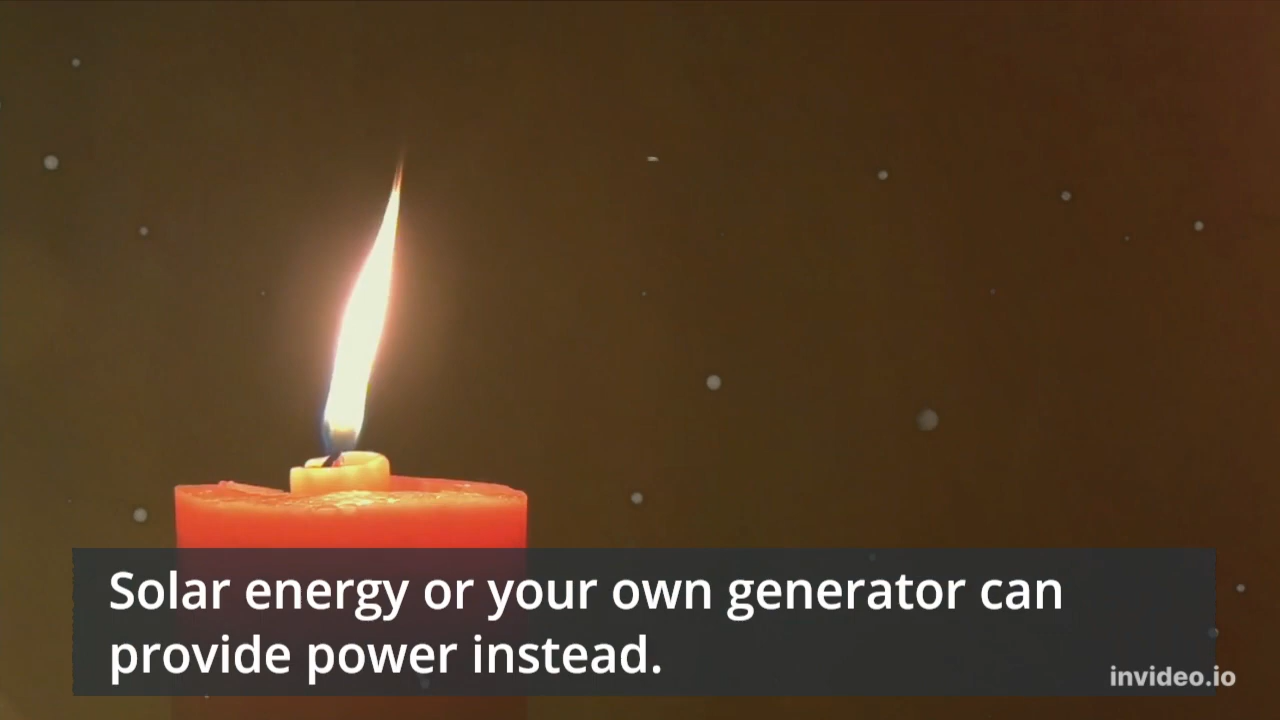 Solar energy or your own generator can
provide power instead.
invideo.io